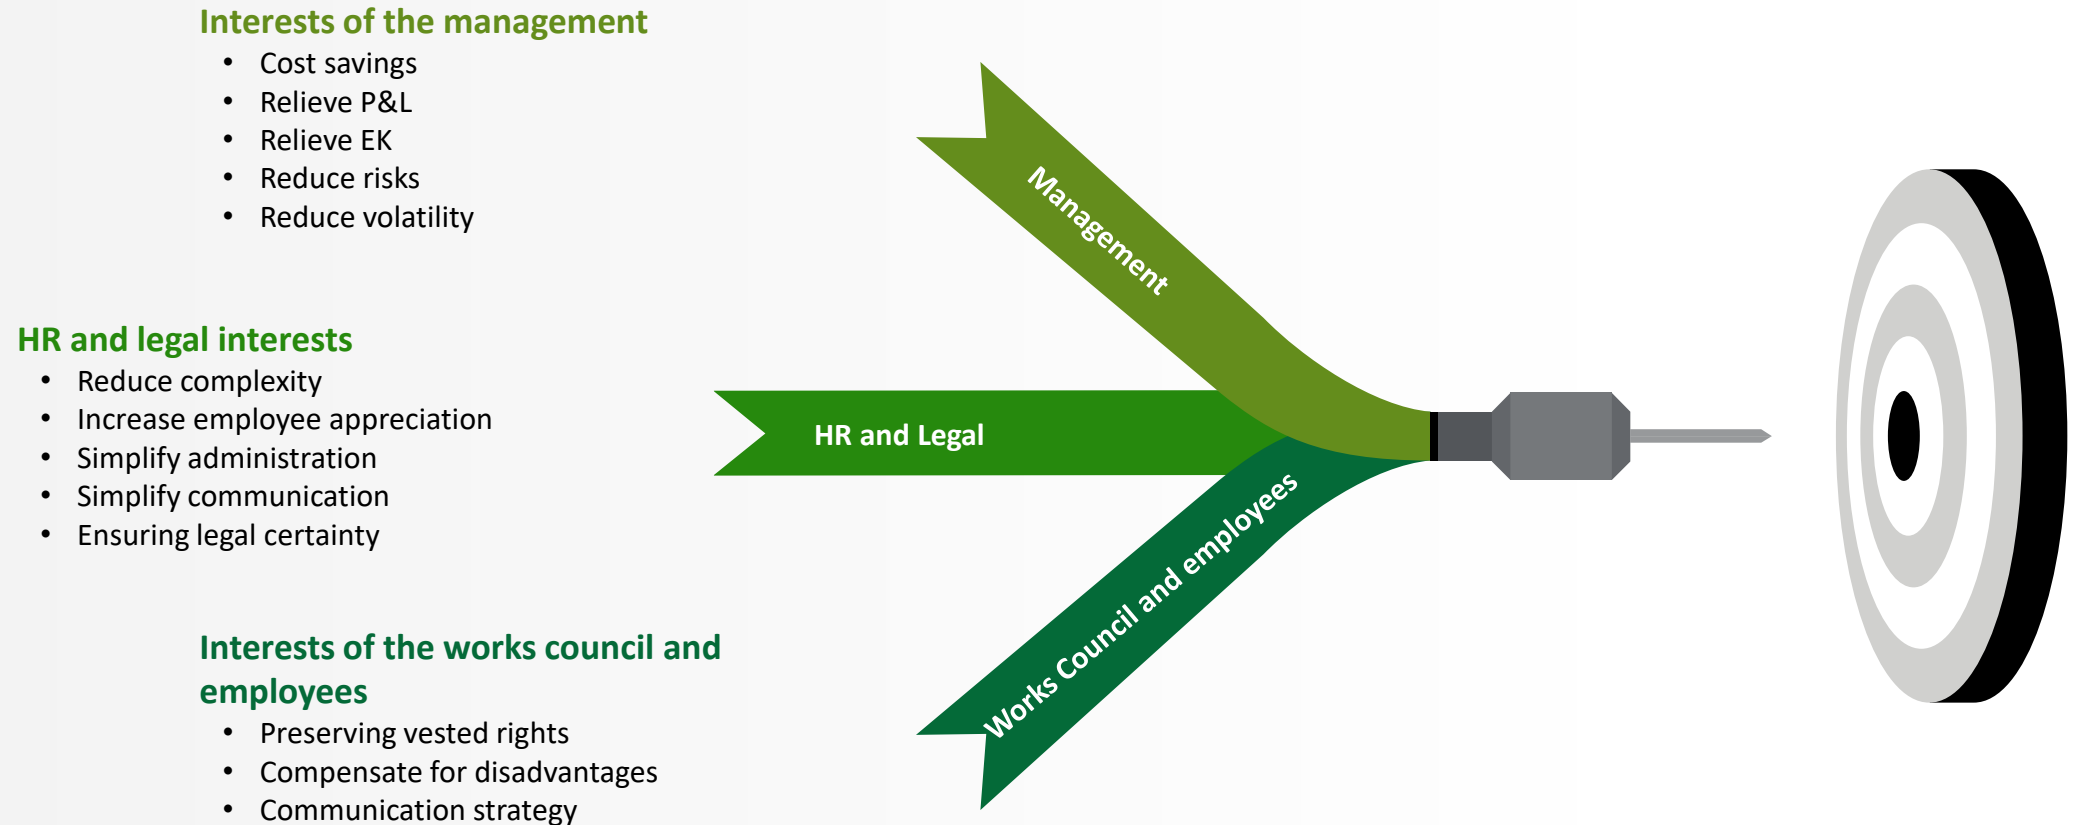 Interests of the management
• Cost savings
• Relieve P&L
• Relieve EK
• Reduce risks
• Reduce volatility
HR and legal interests
• Reduce complexity
• Increase employee appreciation
• Simplify administration
• Simplify communication
• Ensuring legal certainty
Interests of the works council and
employees
• Preserving vested rights
• Compensate for disadvantages
• Communication strategy
Management
HR and Legal
Works Council and employees